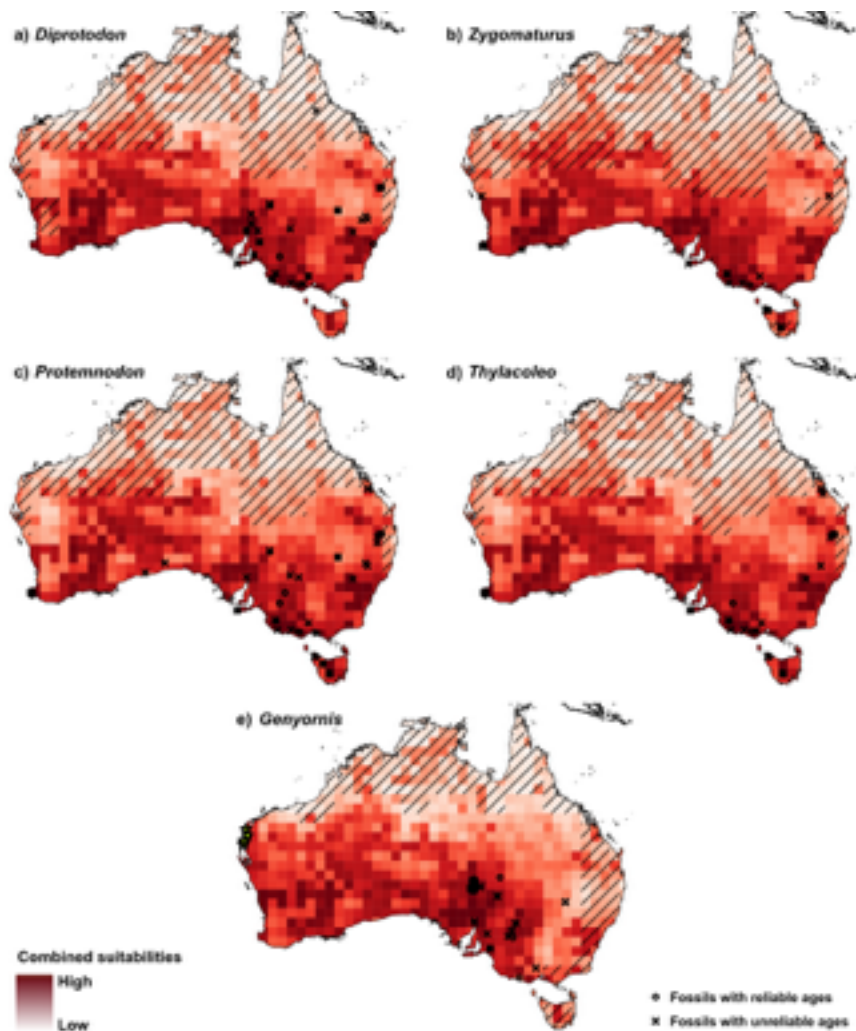 a) Diprotodon
b) Zygomaturus
c) Protemnodon
d) Thylacoleo
e) Genyornis
Combined suitabilities
High
Low
Fossils with reliable ages
Fossils with unreliable ages